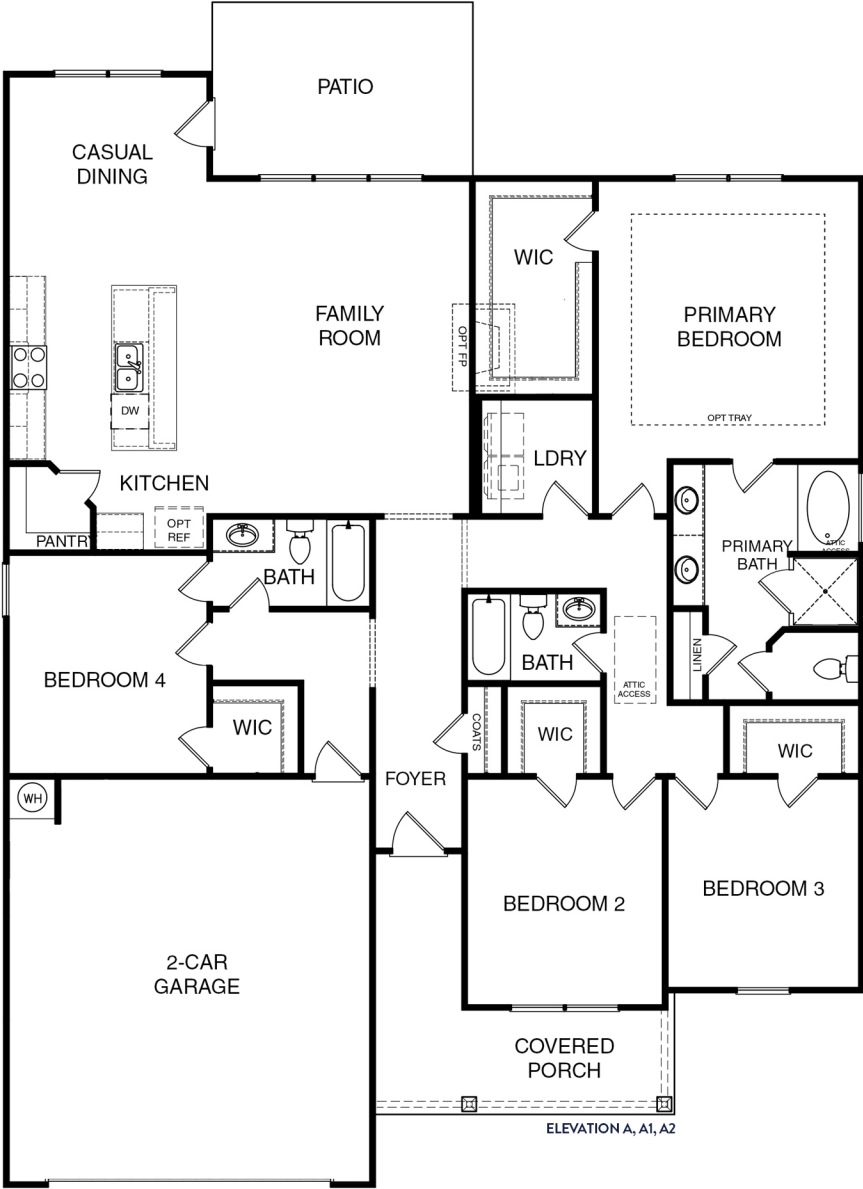 PATIO
CASUAL
DINING
WIC
FAMILY
ROOM
PRIMARY
BEDROOM
OPT FP
OPT TRAY
DW
LDRY
KITCHEN
OPT
REF
PANTRY
BATH
PRIMARY
BATH
ATTIC
ACCESS
BEDROOM 4
BATH
LINEN
ATTIC
ACCESS
WIC
COATS
WIC
WIC
FOYER
WH
BEDROOM 2
BEDROOM 3
2-CAR
GARAGE
COVERED
PORCH
ELEVATION A, A1, A2